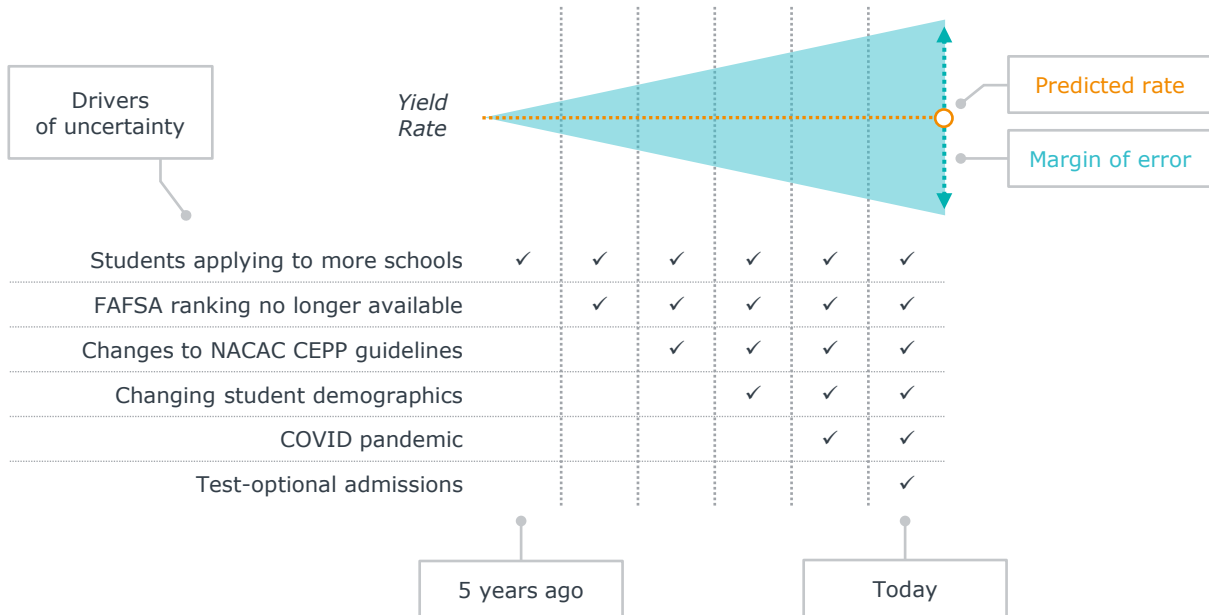 Drivers
of uncertainty
Yield
Rate
Predicted rate
Margin of error
Students applying to more schools ✓ ✓ ✓ ✓ ✓ ✓
FAFSA ranking no longer available ✓ ✓ ✓ ✓ ✓
Changes to NACAC CEPP guidelines ✓ ✓ ✓ ✓
Changing student demographics ✓ ✓ ✓
COVID pandemic ✓ ✓
Test-optional admissions ✓
5 years ago
Today